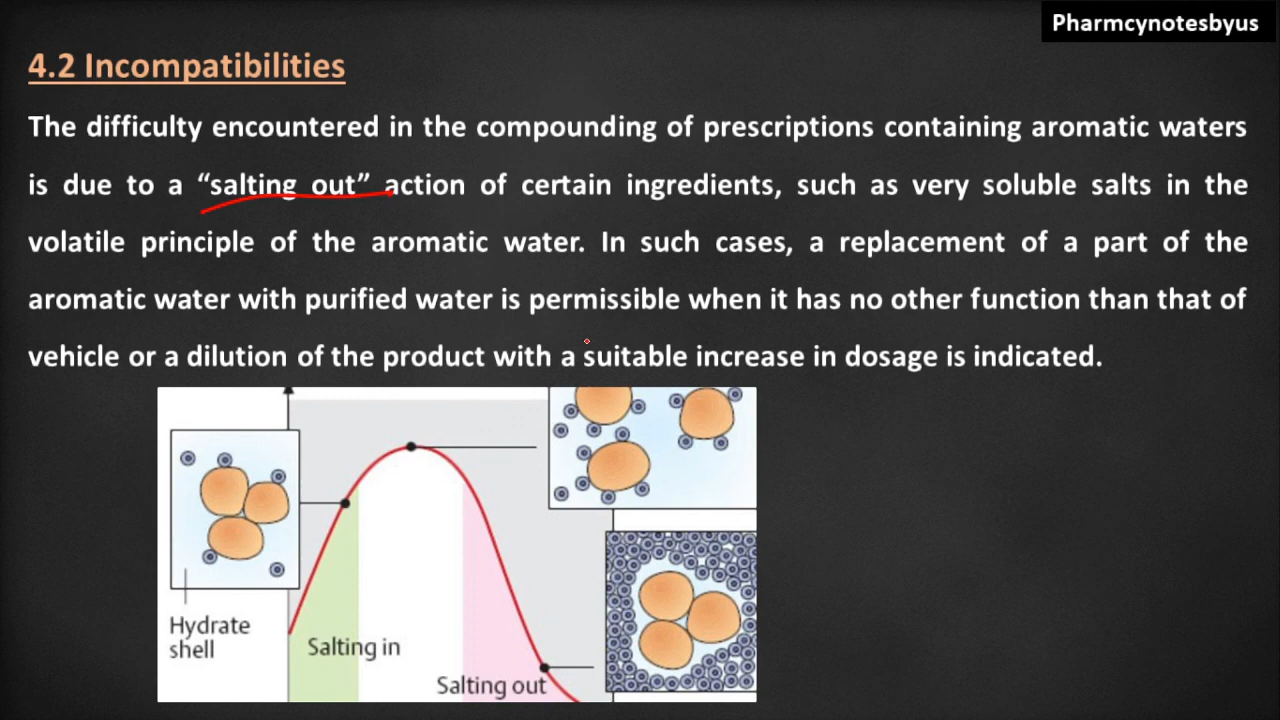 Pharmcynotesbyus
4.2 Incompatibilities
The difficulty encountered in the compounding of prescriptions containing aromatic waters
is due to a “salting out” action of certain ingredients, such as very soluble salts in the
volatile principle of the aromatic water. In such cases, a replacement of a part of the
aromatic water with purified water is permissible when it has no other function than that of
vehicle or a dilution of the product with a suitable increase in dosage is indicated.
Hydrate
shell
Salting in
Salting out